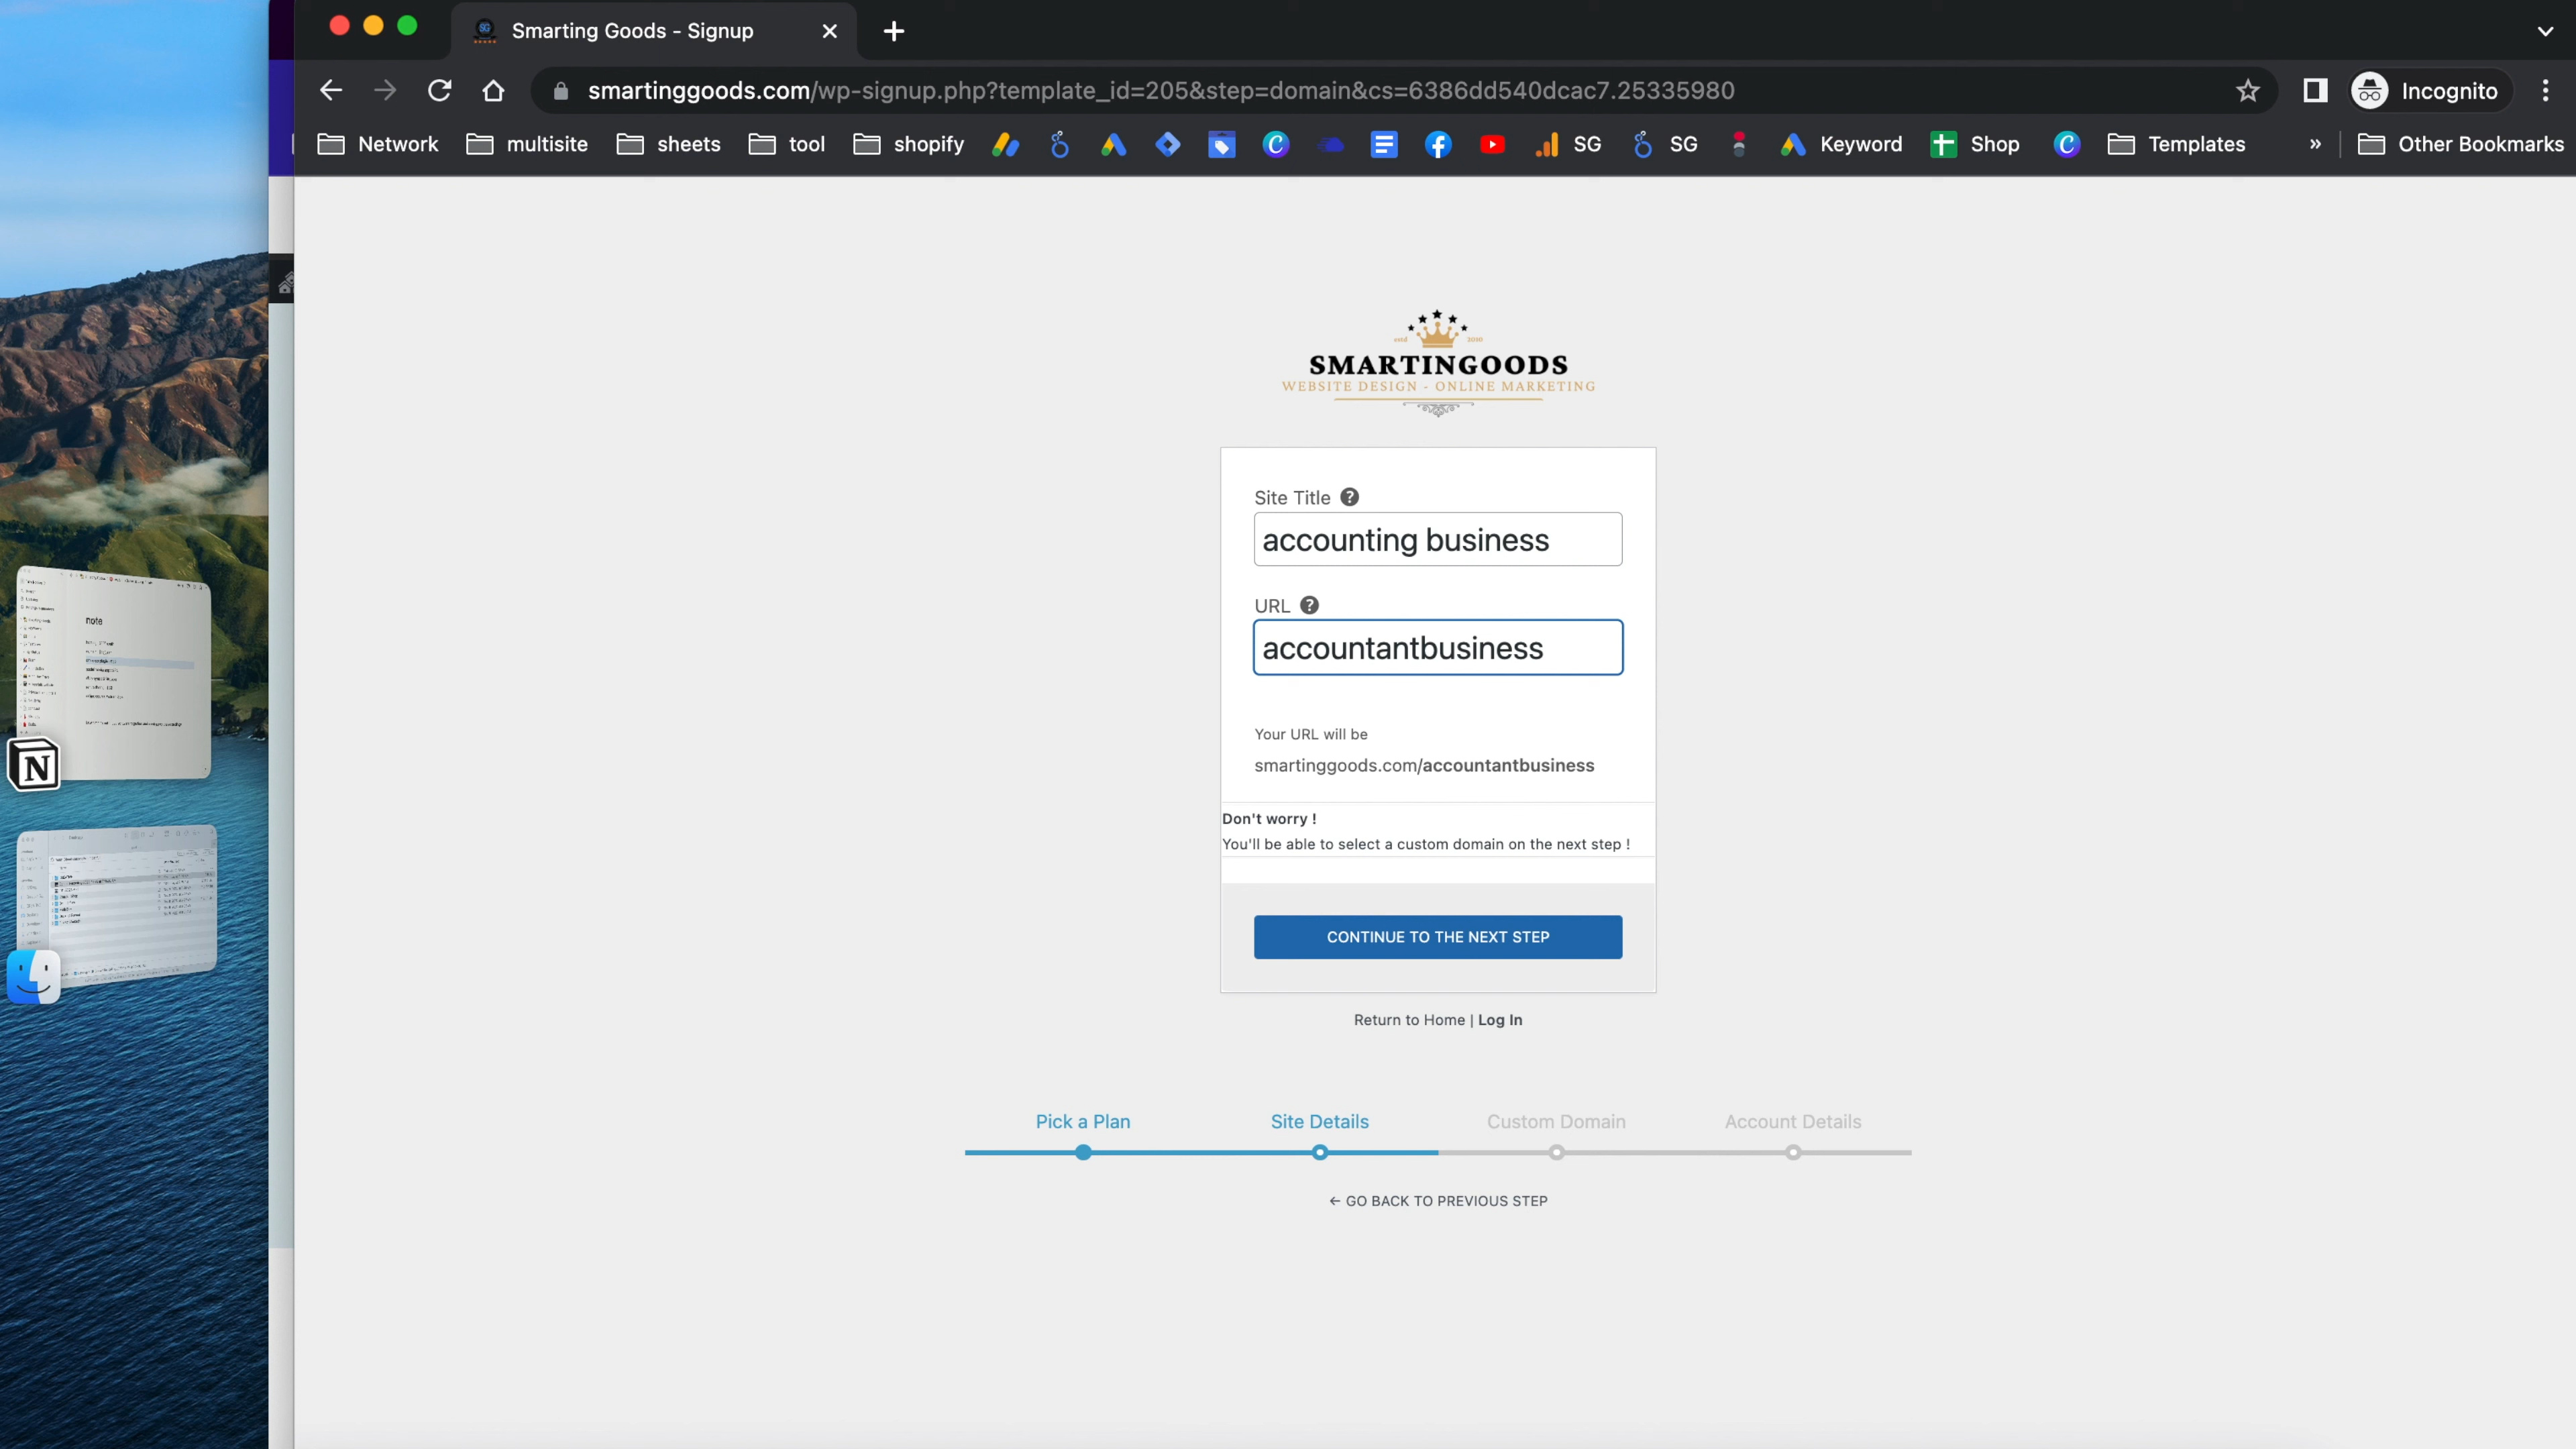 Smarting Goods - Signup
smartinggoods.com/wp-signup.php?template_id=205&step=domain&cs=6386dd540dcac7.25335980
Incognito
Network
multisite
sheets
tool
shopify
SG
SG
Keyword
Shop
Templates
»
Other Bookmarks
estd 2010
SMARTINGOODS
WEBSITE DESIGN - ONLINE MARKETING
Site Title
accounting business
URL
accountantbusiness
Your URL will be
smartinggoods.com/accountantbusiness
Don't worry !
You'll be able to select a custom domain on the next step !
CONTINUE TO THE NEXT STEP
Return to Home | Log In
Pick a Plan
Site Details
Custom Domain
Account Details
← GO BACK TO PREVIOUS STEP
note
N